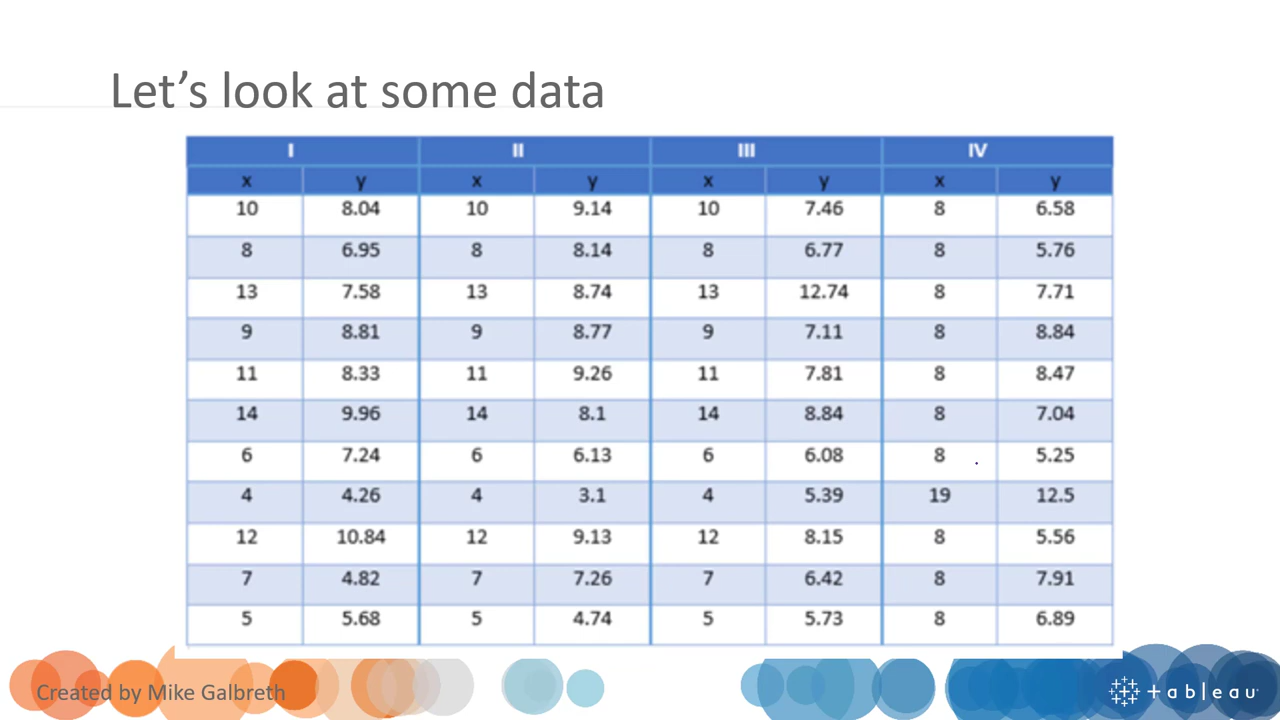 Let's look at some data
I II III IV
x y x y x y x y
10 8.04 10 9.14 10 7.46 8 6.58
8 6.95 8 8.14 8 6.77 8 5.76
13 7.58 13 8.74 13 12.74 8 7.71
9 8.81 9 8.77 9 7.11 8 8.84
11 8.33 11 9.26 11 7.81 8 8.47
14 9.96 14 8.1 14 8.84 8 7.04
6 7.24 6 6.13 6 6.08 8 5.25
4 4.26 4 3.1 4 5.39 19 12.5
12 10.84 12 9.13 12 8.15 8 5.56
7 4.82 7 7.26 7 6.42 8 7.91
5 5.68 5 4.74 5 5.73 8 6.89
Created by Mike Galbreth
+ableau